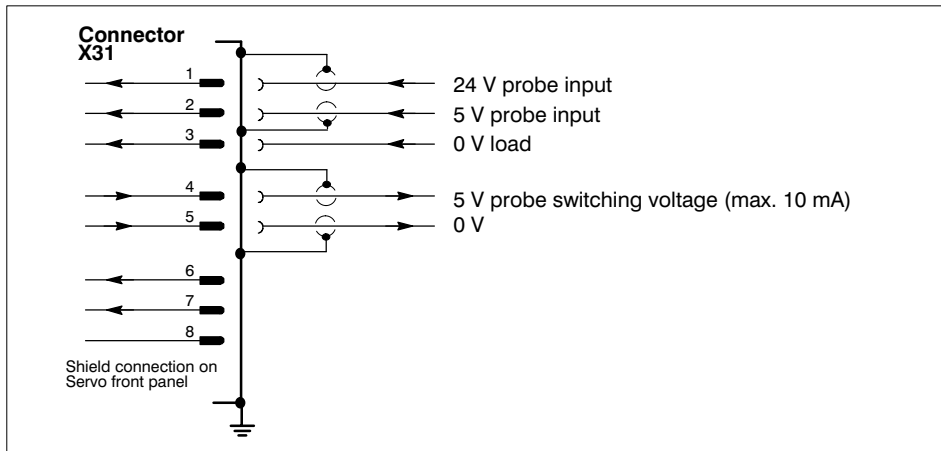 Connector
X31
1
24 V probe input
2
5 V probe input
3
0 V load
4
5 V probe switching voltage (max. 10 mA)
5
0 V
6
7
8
Shield connection on
Servo front panel